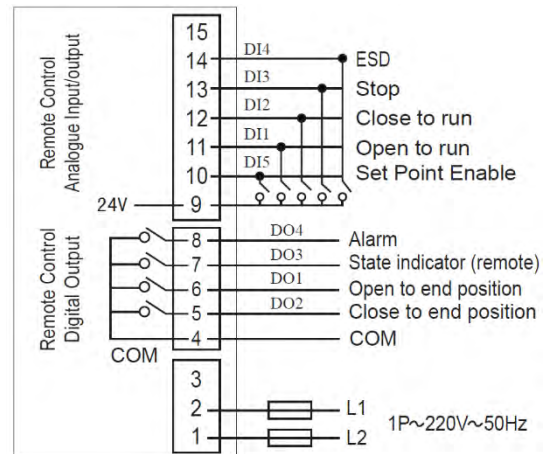 Remote Control
Analogue Input/output
15
14 DI4 ESD
13 DI3 Stop
12 DI2 Close to run
11 DI1 Open to run
10 DI5 Set Point Enable
24V 9
Remote Control
Digital Output
8 DO4 Alarm
7 DO3 State indicator (remote)
6 DO1 Open to end position
5 DO2 Close to end position
4 COM
COM
3
2 L1
1 L2
1P～220V～50Hz